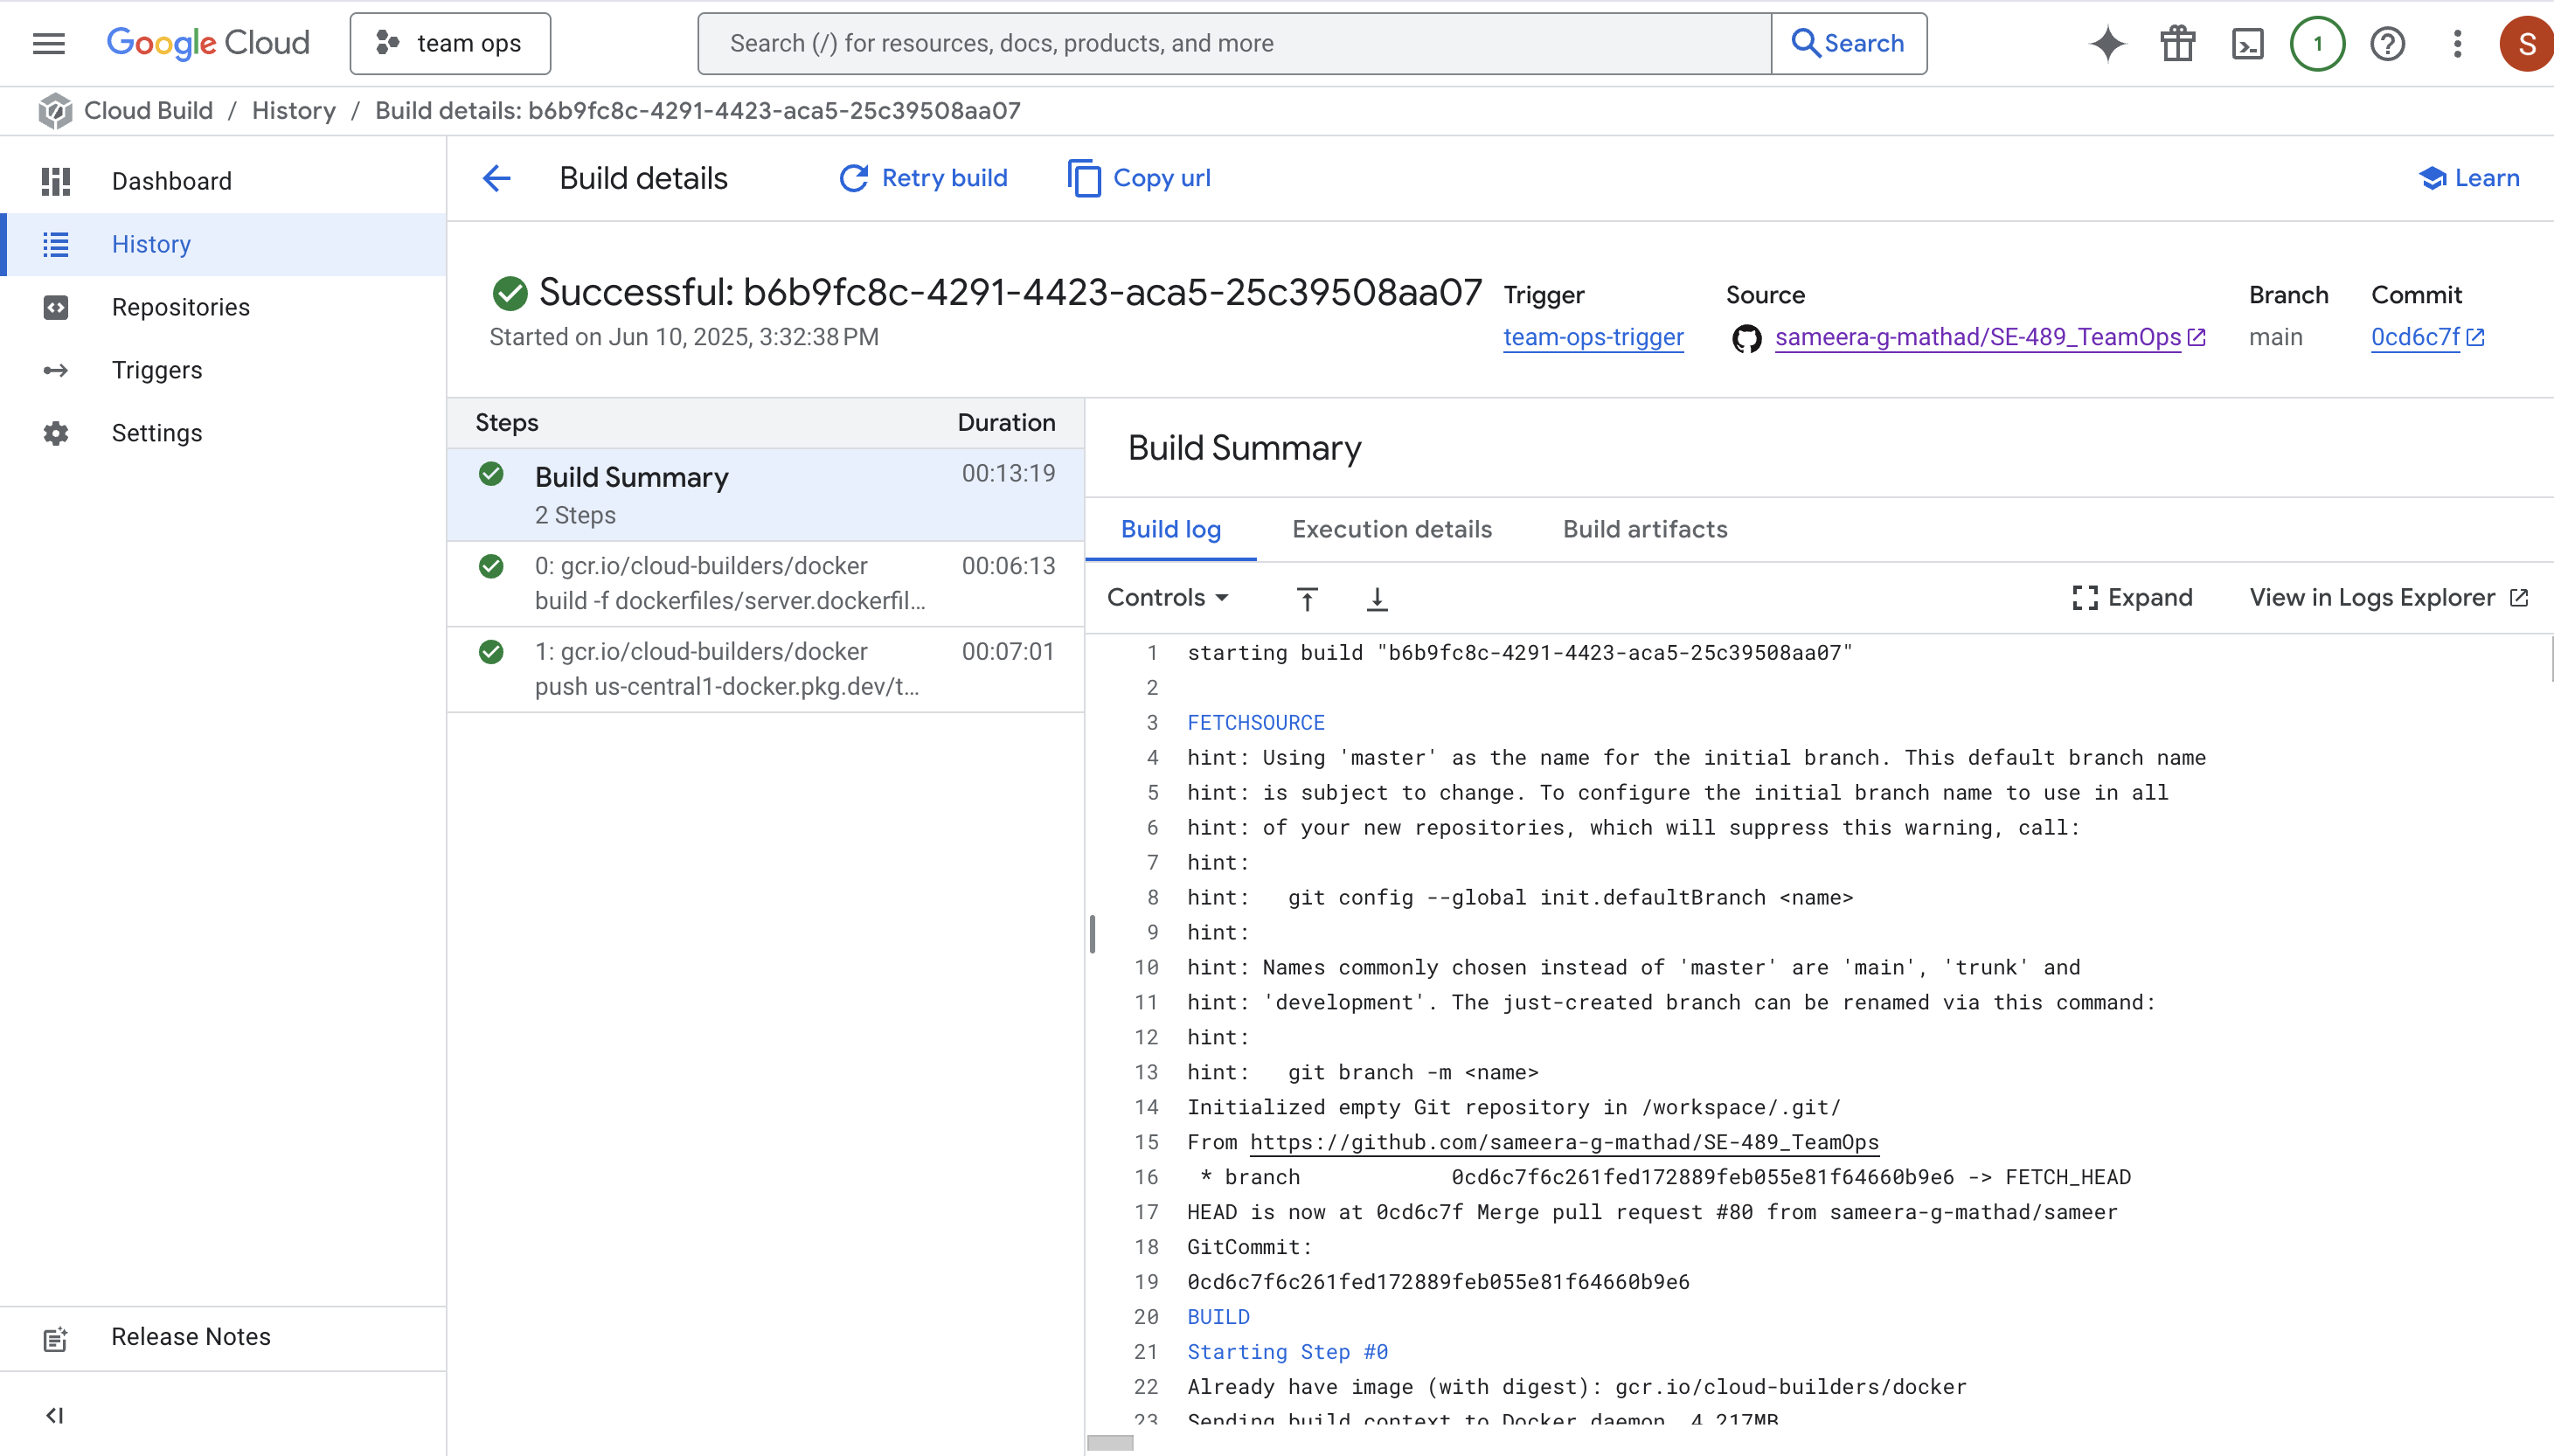 Google Cloud
team ops
Search (/) for resources, docs, products, and more
Search
1
S
Cloud Build / History / Build details: b6b9fc8c-4291-4423-aca5-25c39508aa07
Dashboard
History
Repositories
Triggers
Settings
Release Notes
Build details
Retry build
Copy url
Learn
Successful: b6b9fc8c-4291-4423-aca5-25c39508aa07
Started on Jun 10, 2025, 3:32:38 PM
Trigger
team-ops-trigger
Source
sameera-g-mathad/SE-489_TeamOps
Branch
main
Commit
0cd6c7f
Steps Duration
Build Summary 00:13:19
2 Steps
0: gcr.io/cloud-builders/docker 00:06:13
build -f dockerfiles/server.dockerfil...
1: gcr.io/cloud-builders/docker 00:07:01
push us-central1-docker.pkg.dev/t...
Build Summary
Build log Execution details Build artifacts
Controls Expand View in Logs Explorer
1 starting build "b6b9fc8c-4291-4423-aca5-25c39508aa07"
2
3 FETCHSOURCE
4 hint: Using 'master' as the name for the initial branch. This default branch name
5 hint: is subject to change. To configure the initial branch name to use in all
6 hint: of your new repositories, which will suppress this warning, call:
7 hint:
8 hint:   git config --global init.defaultBranch <name>
9 hint:
10 hint: Names commonly chosen instead of 'master' are 'main', 'trunk' and
11 hint: 'development'. The just-created branch can be renamed via this command:
12 hint:
13 hint:   git branch -m <name>
14 Initialized empty Git repository in /workspace/.git/
15 From https://github.com/sameera-g-mathad/SE-489_TeamOps
16  * branch            0cd6c7f6c261fed172889feb055e81f64660b9e6 -> FETCH_HEAD
17 HEAD is now at 0cd6c7f Merge pull request #80 from sameera-g-mathad/sameer
18 GitCommit:
19 0cd6c7f6c261fed172889feb055e81f64660b9e6
20 BUILD
21 Starting Step #0
22 Already have image (with digest): gcr.io/cloud-builders/docker
23 Sending build context to Docker daemon  4.217MB